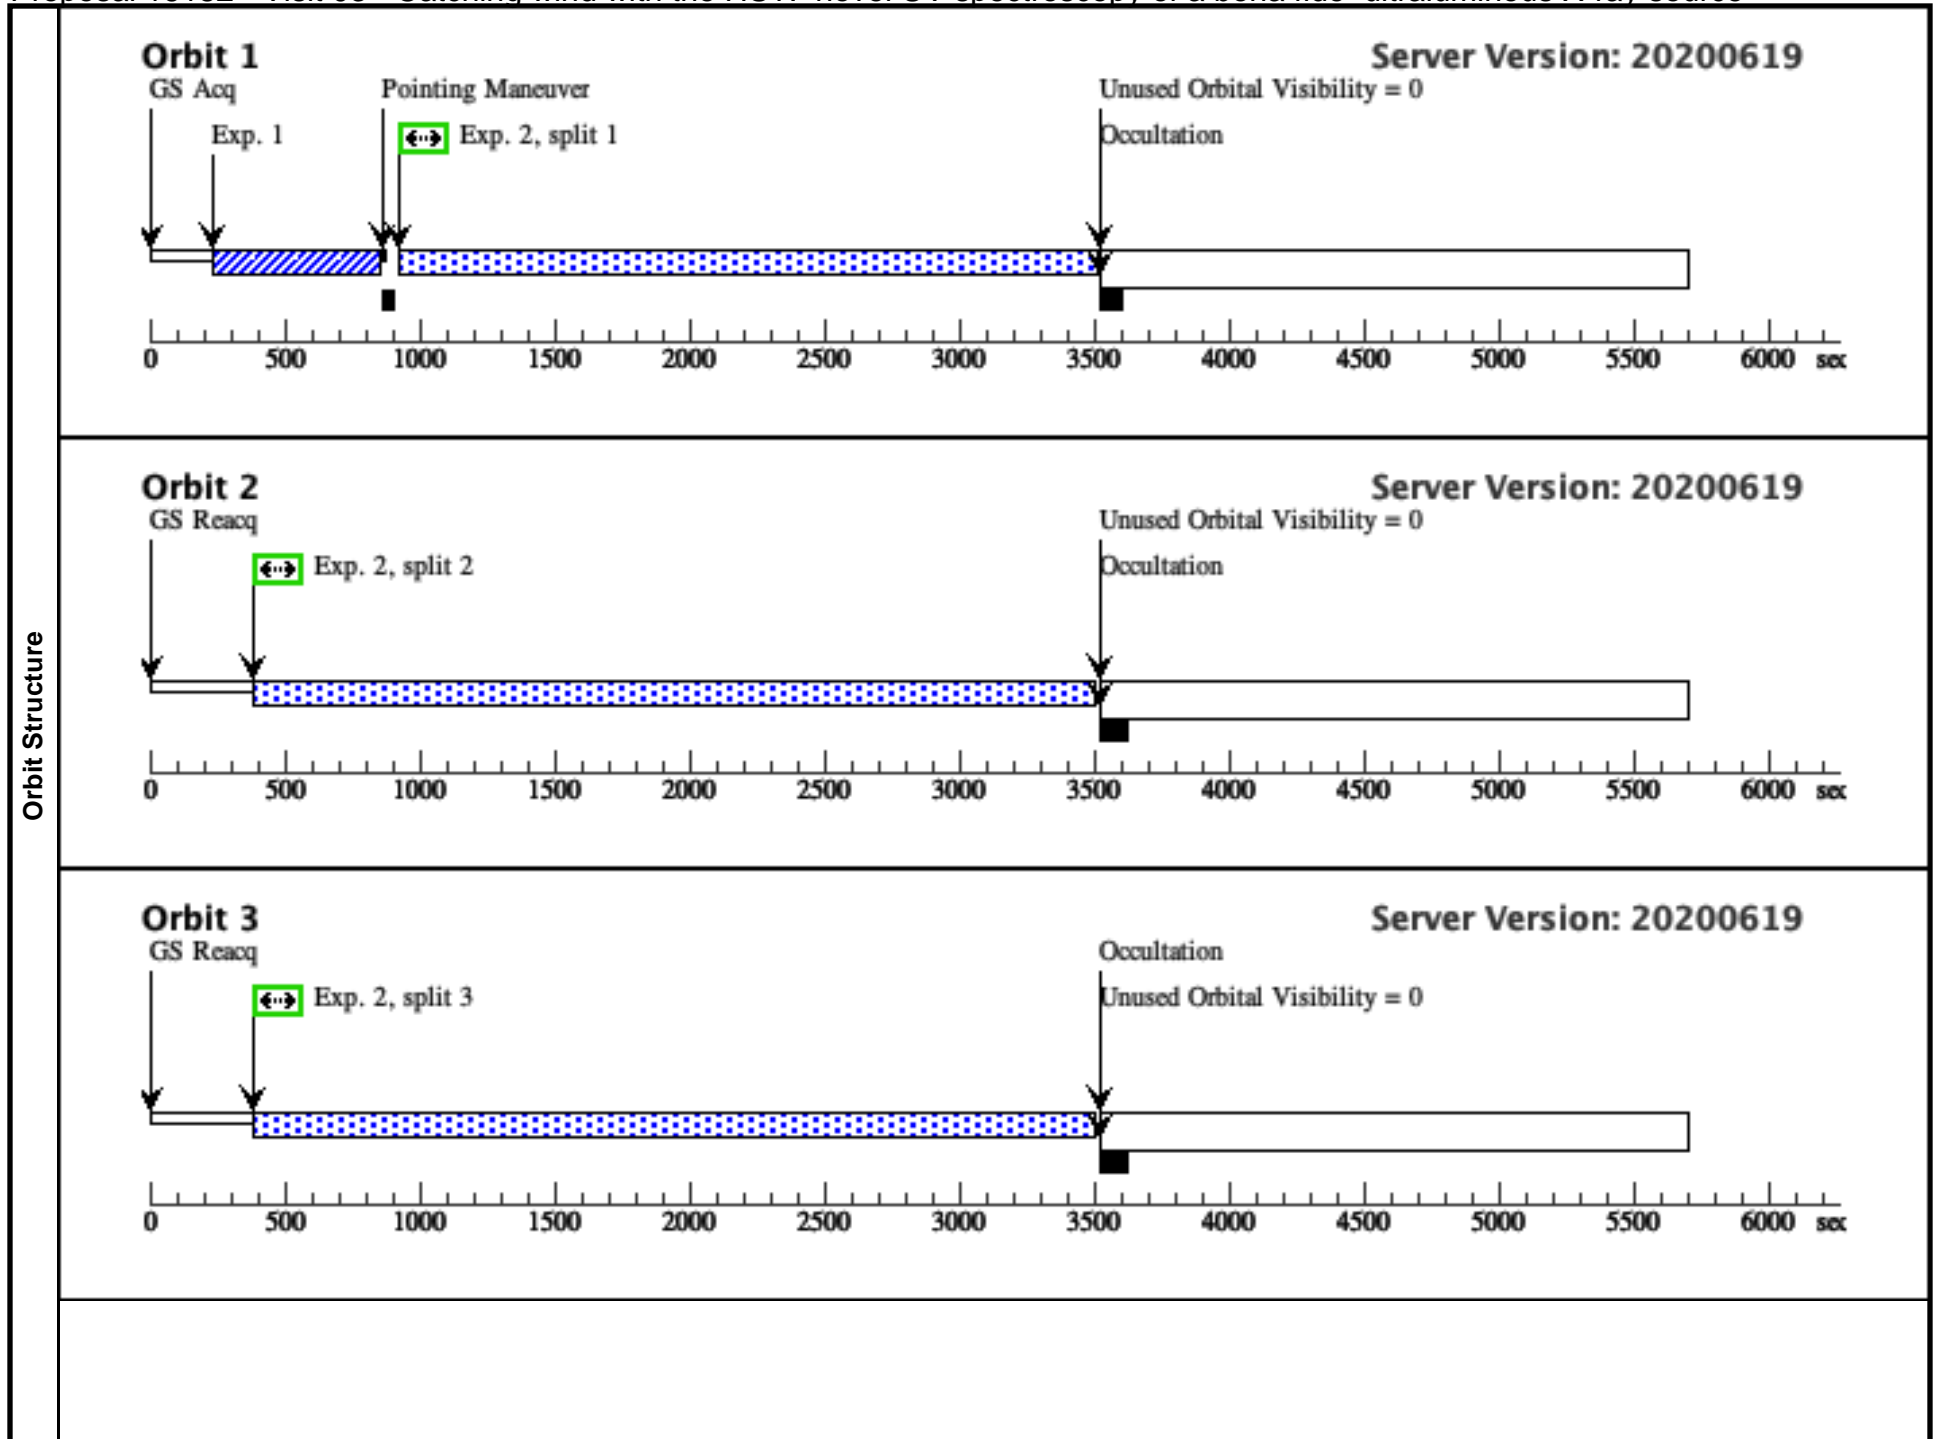 Orbit Structure
Orbit 1
Server Version: 20200619
GS Acq
Pointing Maneuver
Unused Orbital Visibility = 0
Exp. 1
Exp. 2, split 1
Occultation
0 500 1000 1500 2000 2500 3000 3500 4000 4500 5000 5500 6000 sec
Orbit 2
Server Version: 20200619
GS Reacq
Unused Orbital Visibility = 0
Exp. 2, split 2
Occultation
0 500 1000 1500 2000 2500 3000 3500 4000 4500 5000 5500 6000 sec
Orbit 3
Server Version: 20200619
GS Reacq
Occultation
Exp. 2, split 3
Unused Orbital Visibility = 0
0 500 1000 1500 2000 2500 3000 3500 4000 4500 5000 5500 6000 sec